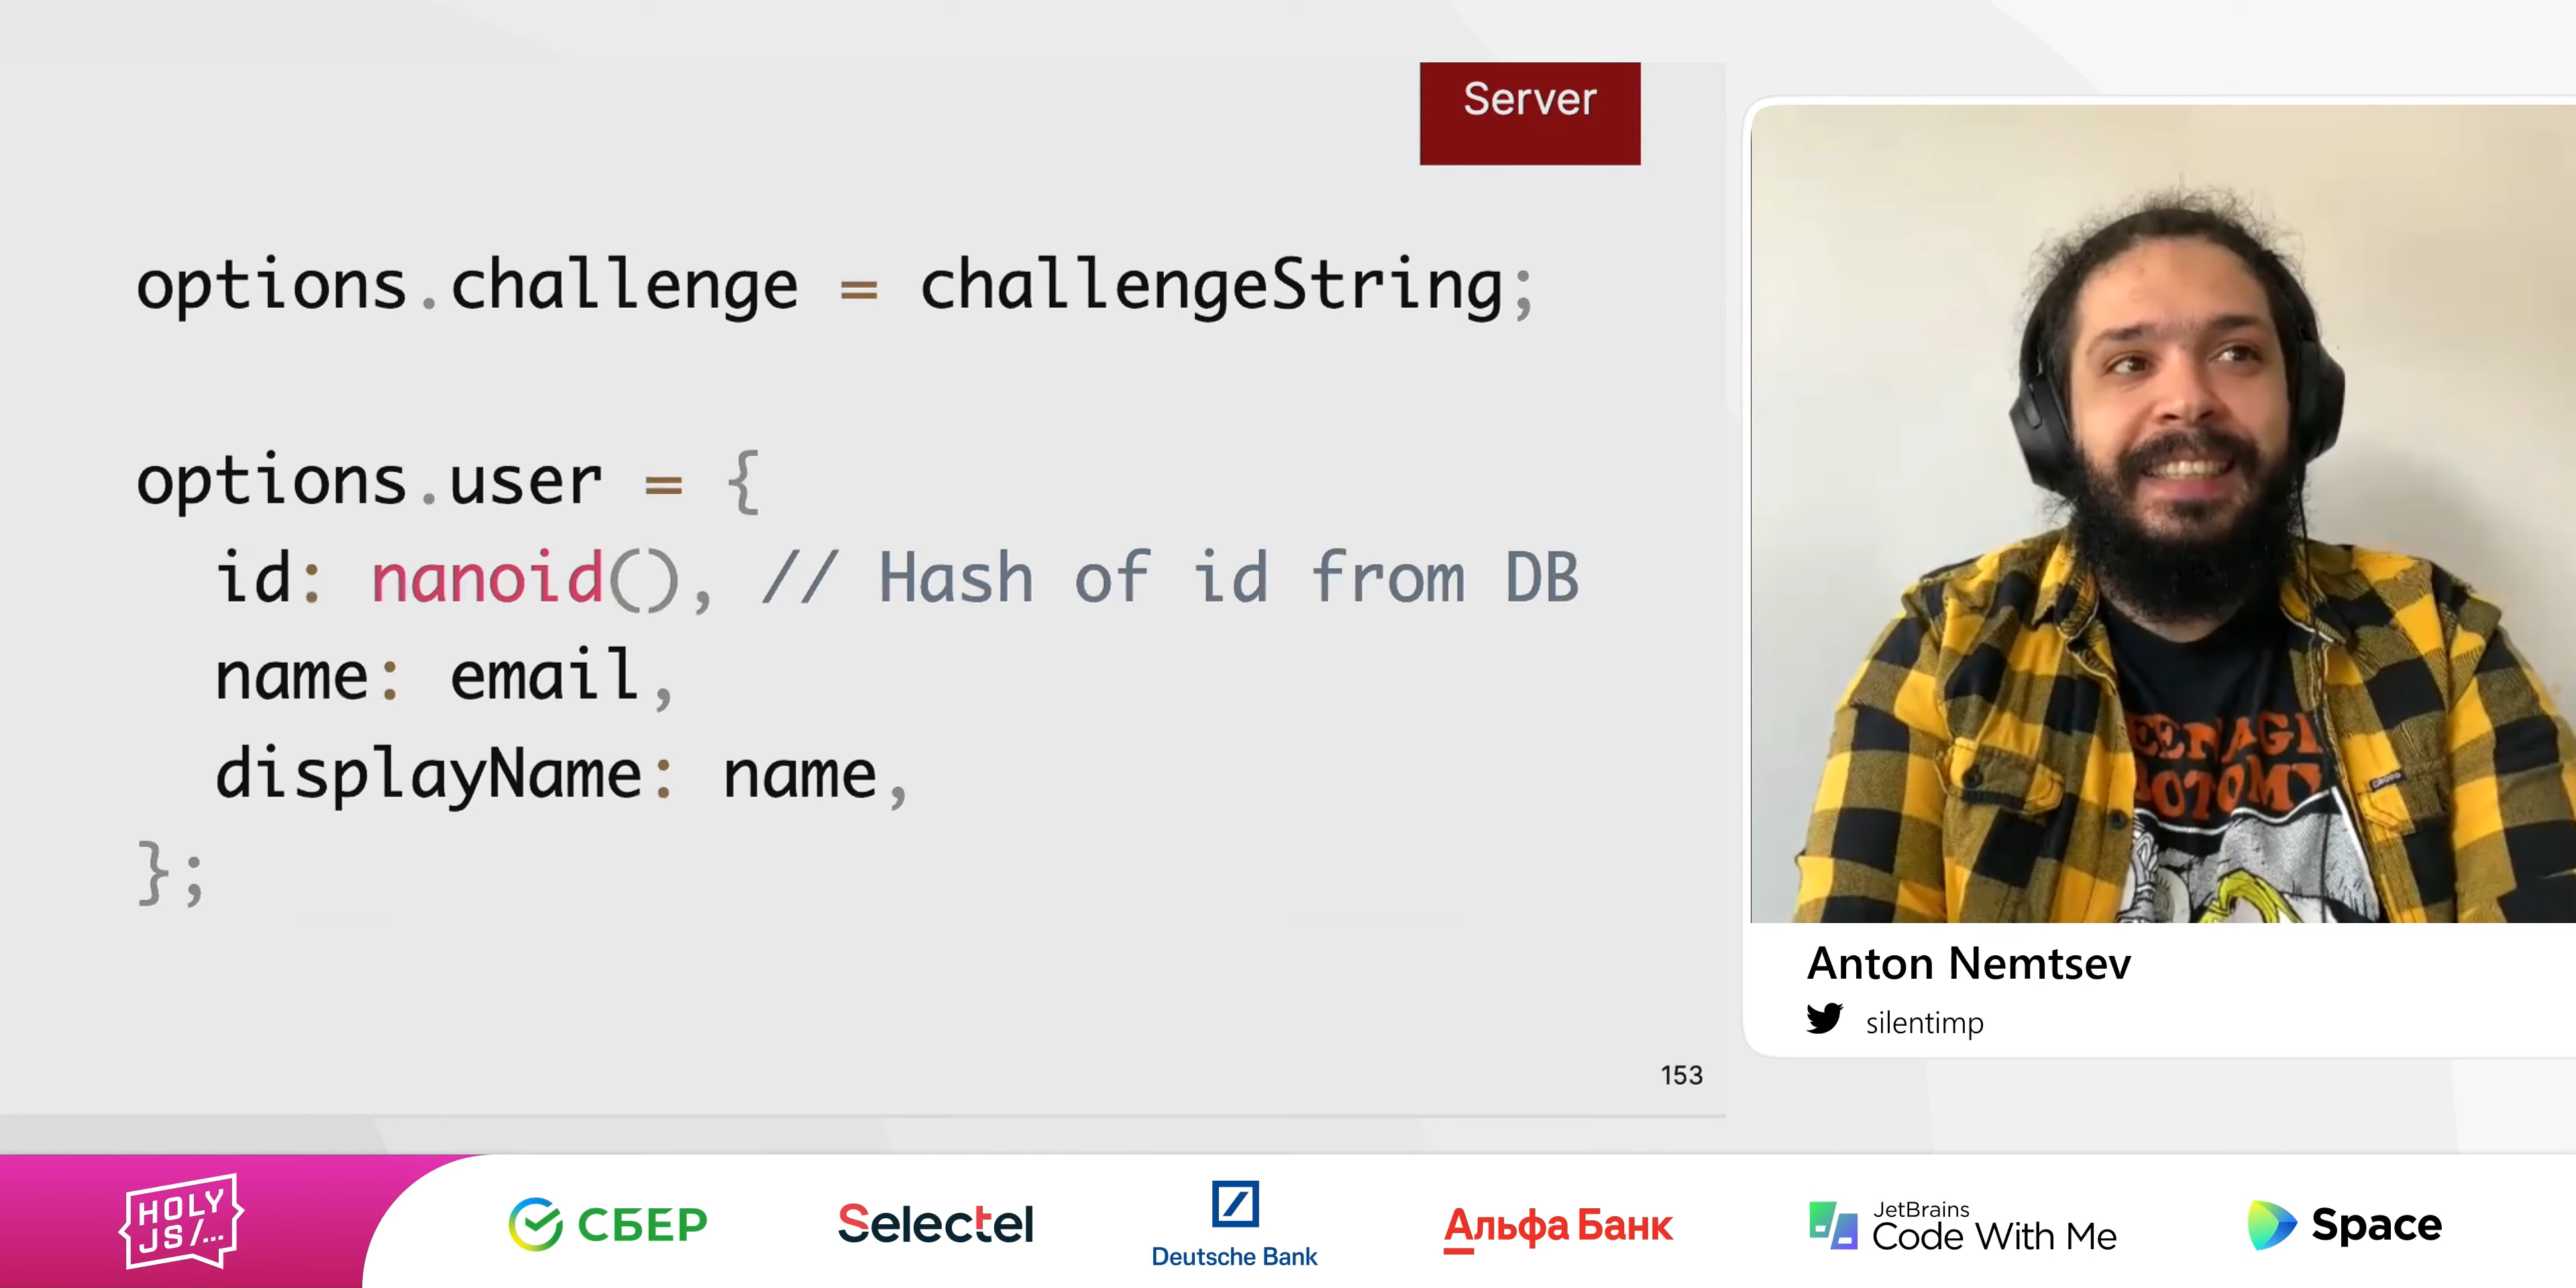 Server
options.challenge = challengeString;
options.user = {
id: nanoid(), // Hash of id from DB
name: email,
displayName: name,
};
153
Anton Nemtsev
silentimp
HOLY
JS/...
СБЕР
Selectel
Deutsche Bank
Альфа Банк
JetBrains
Code With Me
Space